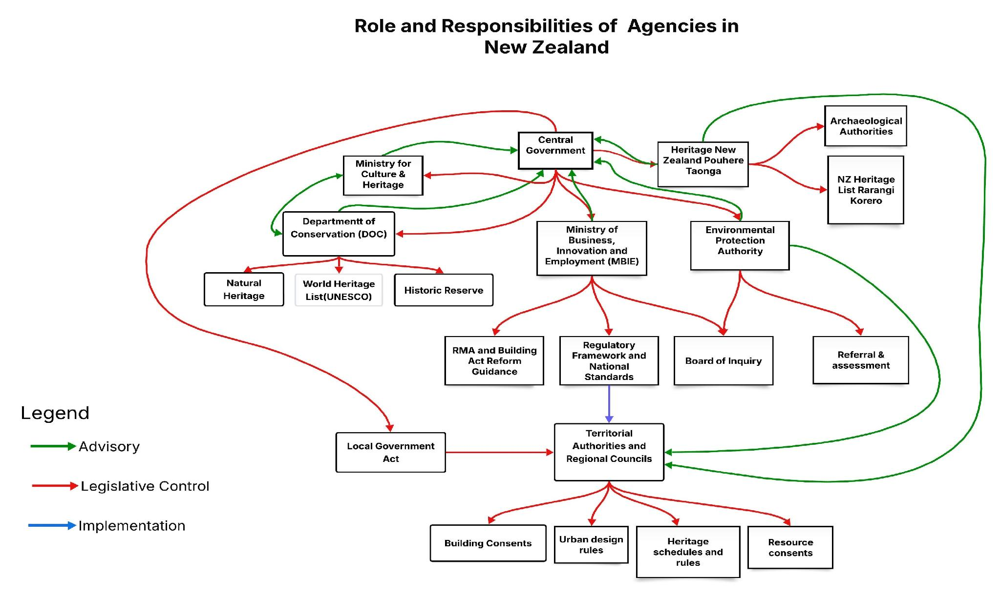 Role and Responsibilities of  Agencies in
New Zealand
Archaeological
Authorities
Central
Government
Heritage New
Zealand Pouhere
Taonga
Ministry for
Culture &
Heritage
NZ Heritage
List Rarangi
Korero
Departmentt of
Conservation (DOC)
Ministry of
Business,
Innovation and
Employment (MBIE)
Environmental
Protection
Authority
Natural
Heritage
World Heritage
List(UNESCO)
Historic Reserve
RMA and Building
Act Reform
Guidance
Regulatory
Framework and
National
Standards
Board of Inquiry
Referral &
assessment
Legend
Advisory
Legislative Control
Implementation
Local Government
Act
Territorial
Authorities and
Regional Councils
Building Consents
Urban design
rules
Heritage
schedules and
rules
Resource
consents